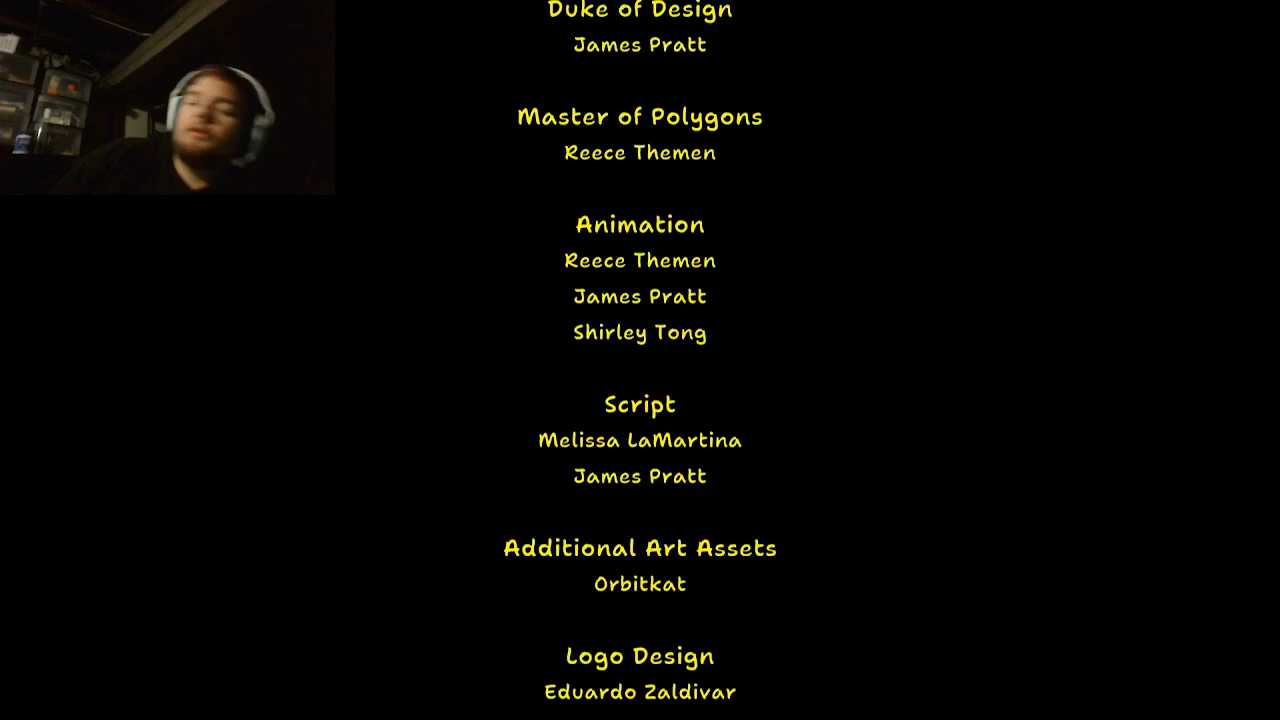 Duke of Design
James Pratt
Master of Polygons
Reece Themen
Animation
Reece Themen
James Pratt
Shirley Tong
Script
Melissa LaMartina
James Pratt
Additional Art Assets
Orbitkat
Logo Design
Eduardo Zaldivar